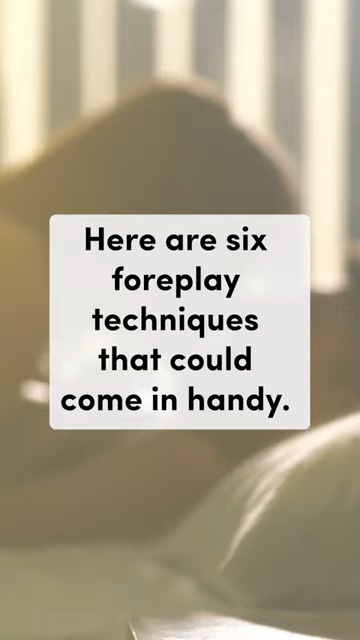 Here are six
foreplay
techniques
that could
come in handy.